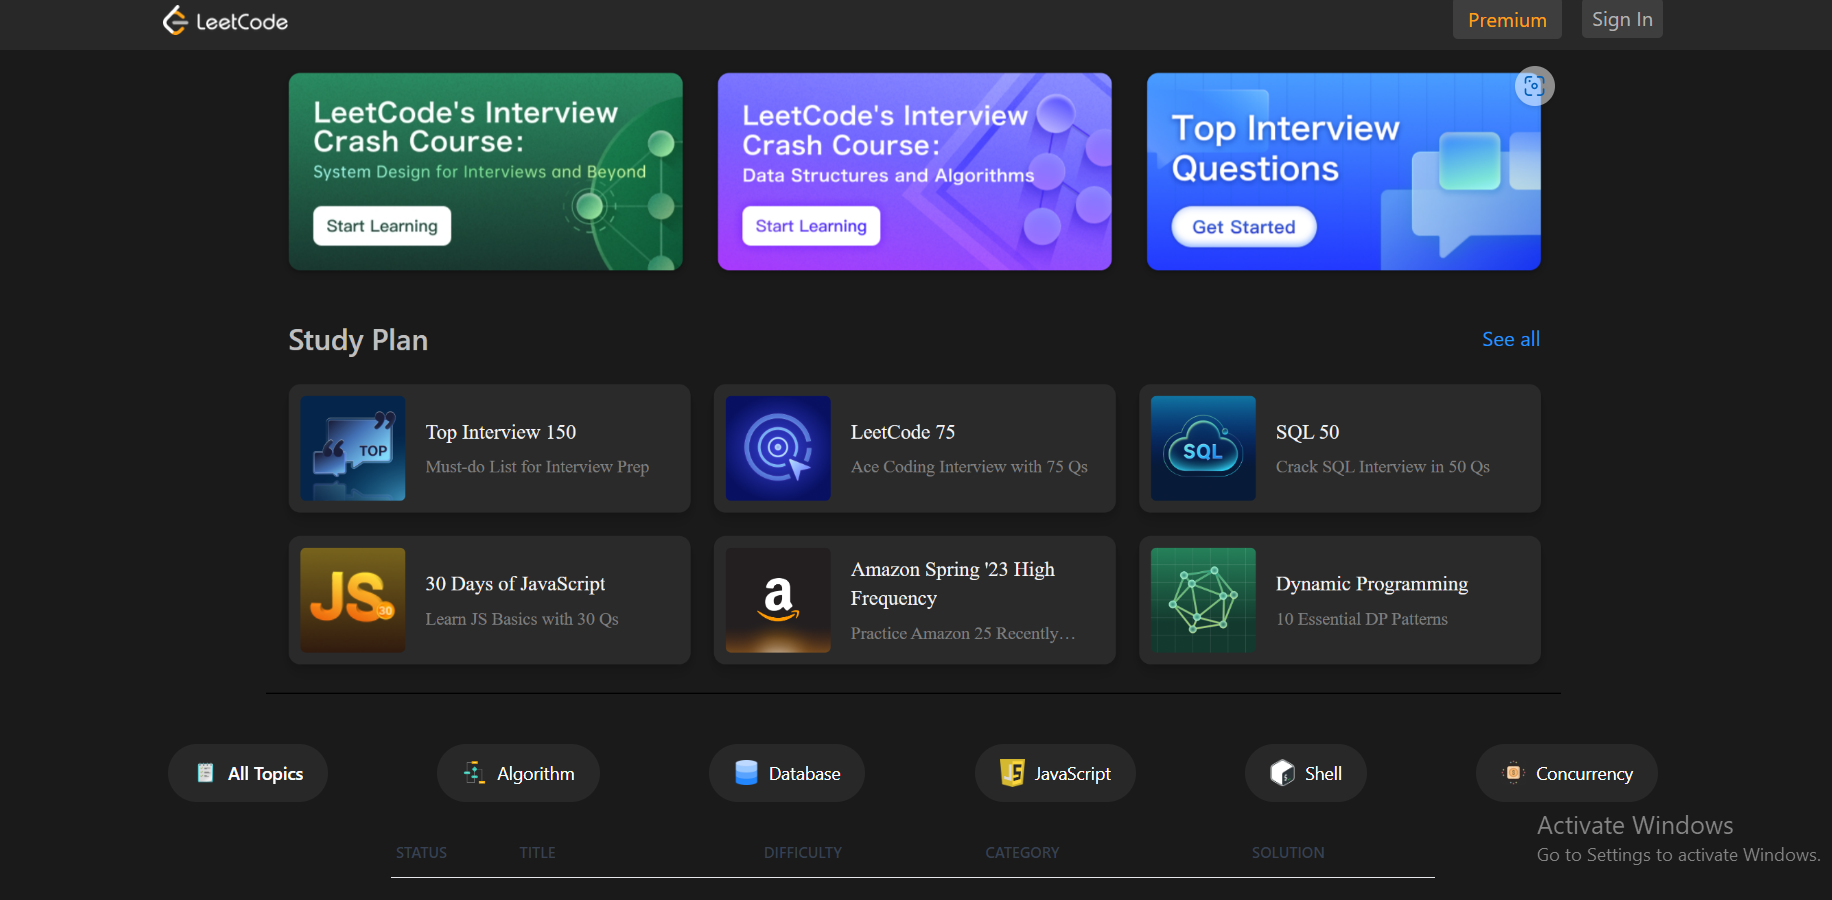 LeetCode
Premium
Sign In
LeetCode's Interview
Crash Course:
System Design for Interviews and Beyond
Start Learning
LeetCode's Interview
Crash Course:
Data Structures and Algorithms
Start Learning
Top Interview
Questions
Get Started
Study Plan
See all
TOP
Top Interview 150
Must-do List for Interview Prep
LeetCode 75
Ace Coding Interview with 75 Qs
SQL
SQL 50
Crack SQL Interview in 50 Qs
JS
30
30 Days of JavaScript
Learn JS Basics with 30 Qs
a
Amazon Spring '23 High
Frequency
Practice Amazon 25 Recently…
Dynamic Programming
10 Essential DP Patterns
All Topics
Algorithm
Database
JS
JavaScript
Shell
Concurrency
Activate Windows
Go to Settings to activate Windows.
STATUS
TITLE
DIFFICULTY
CATEGORY
SOLUTION